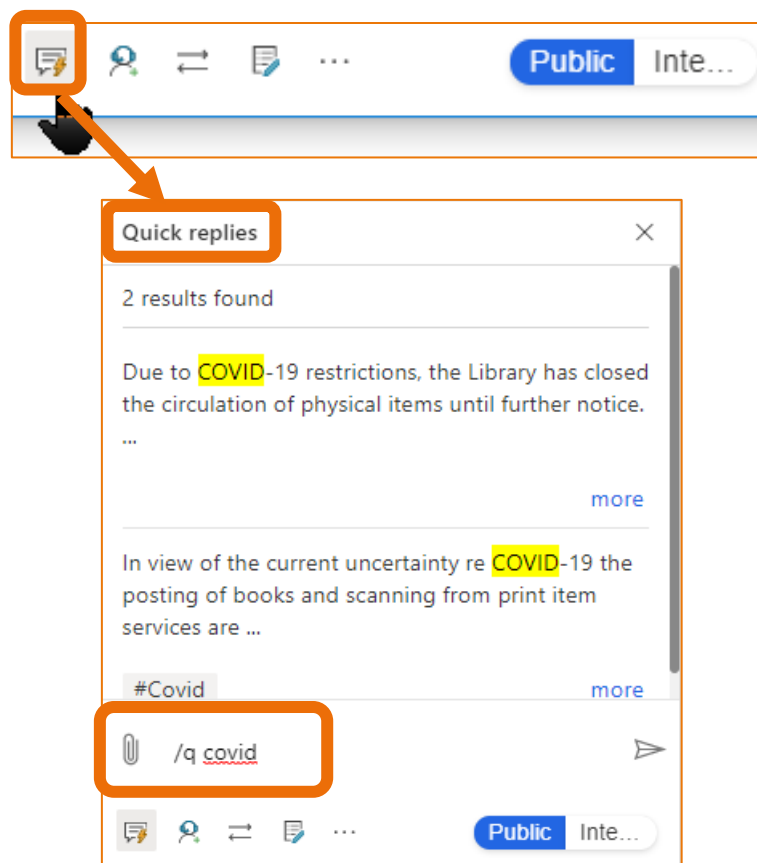 ... Public Inte...
Quick replies
2 results found
Due to COVID-19 restrictions, the Library has closed
the circulation of physical items until further notice.
...
more
In view of the current uncertainty re COVID-19 the
posting of books and scanning from print item
services are ...
#Covid more
/q covid
... Public Inte...